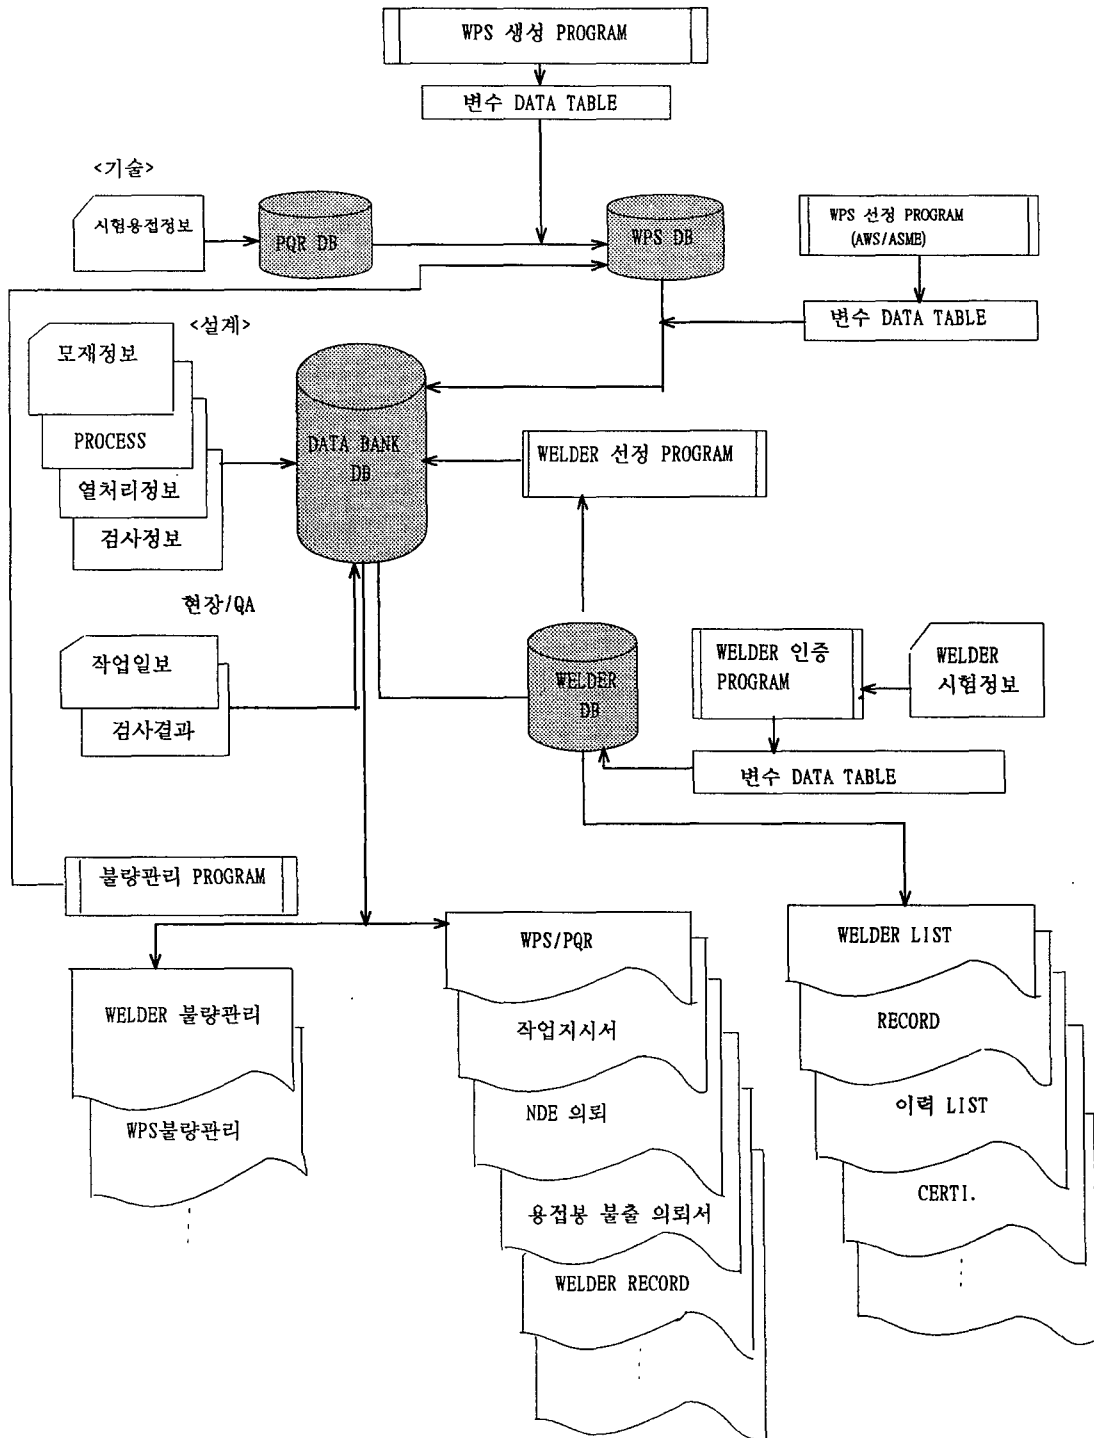 WPS 생성 PROGRAM
변수 DATA TABLE
<기술>
시험용접정보
PQR DB
WPS DB
WPS 선정 PROGRAM
(AWS/ASME)
변수 DATA TABLE
<설계>
모재정보
PROCESS
열처리정보
검사정보
DATA BANK
DB
WELDER 선정 PROGRAM
현장/QA
작업일보
검사결과
WELDER
DB
WELDER 인증
PROGRAM
WELDER
시험정보
변수 DATA TABLE
불량관리 PROGRAM
WELDER 불량관리
WPS불량관리
WPS/PQR
작업지시서
NDE 의뢰
용접봉 불출 의뢰서
WELDER RECORD
WELDER LIST
RECORD
이력 LIST
CERTI.